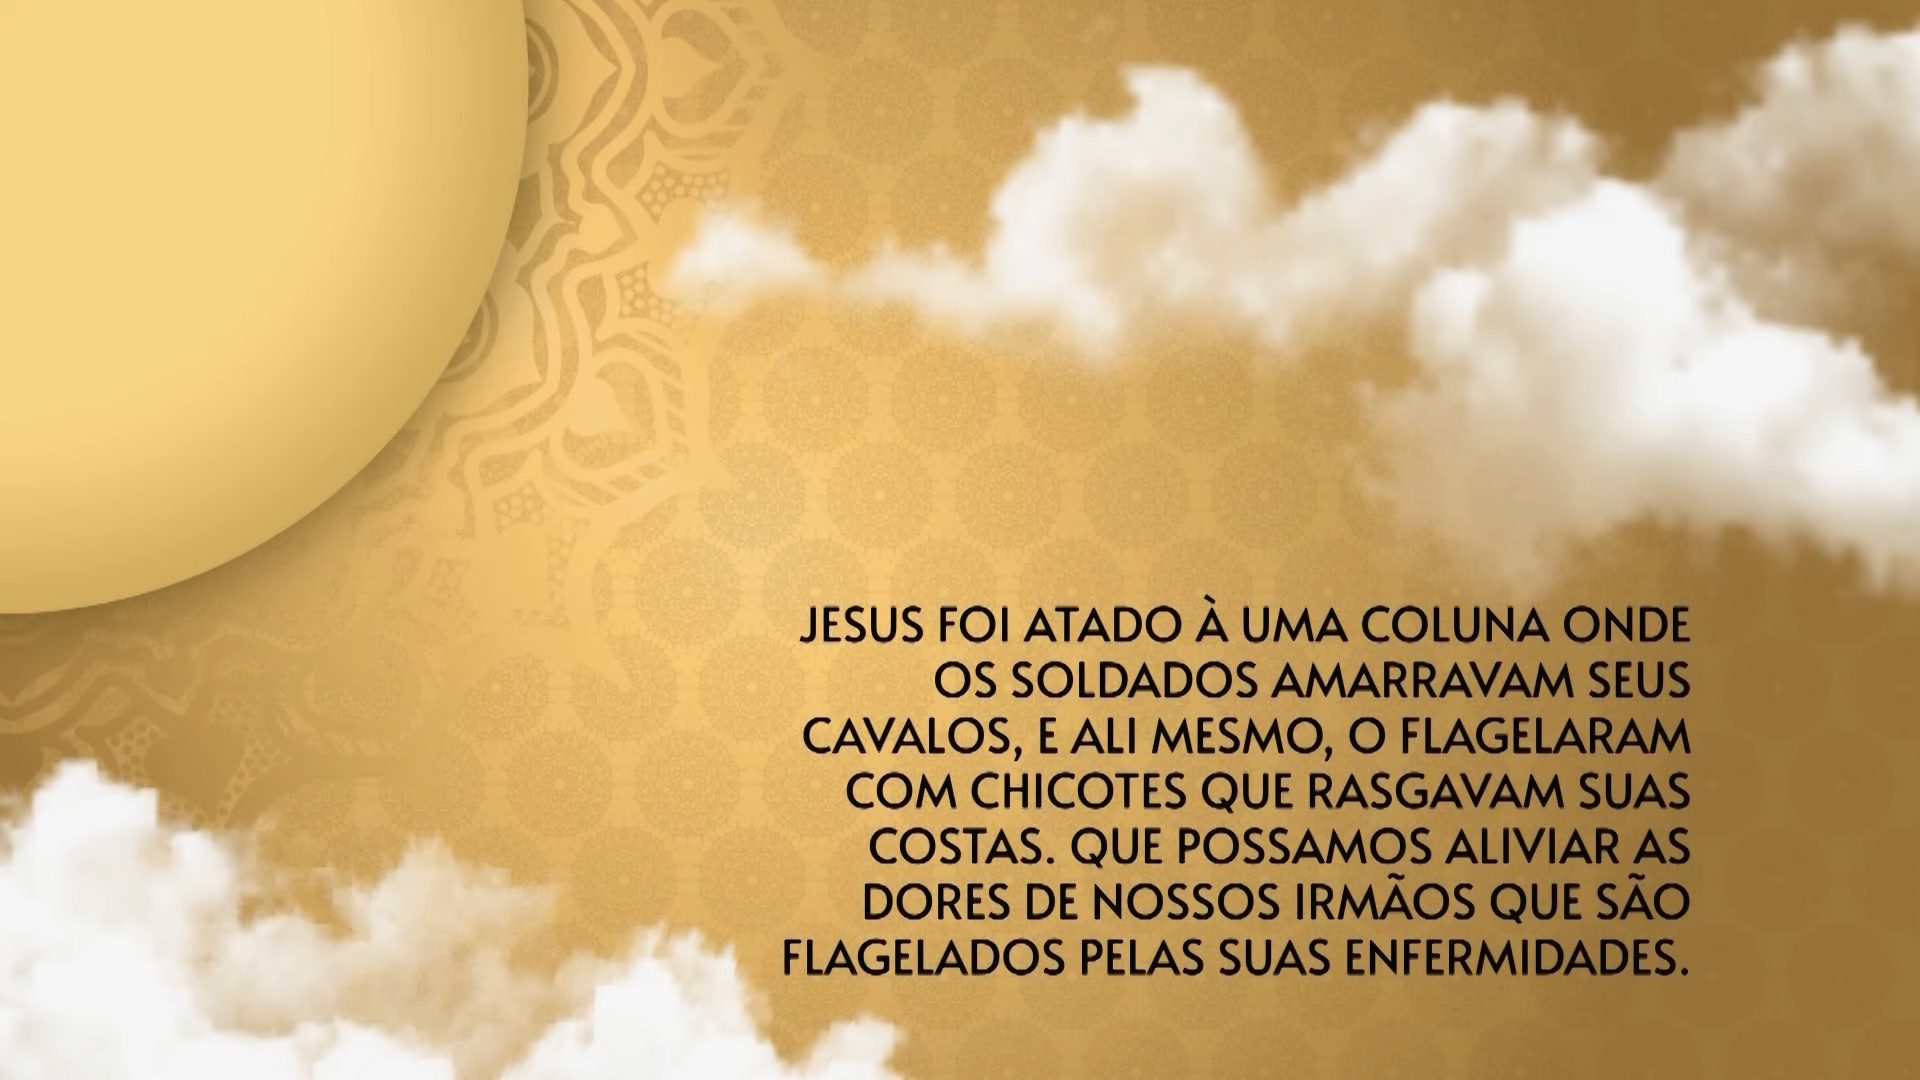 JESUS FOI ATADO À UMA COLUNA ONDE
OS SOLDADOS AMARRAVAM SEUS
CAVALOS, E ALI MESMO, O FLAGELARAM
COM CHICOTES QUE RASGAVAM SUAS
COSTAS. QUE POSSAMOS ALIVIAR AS
DORES DE NOSSOS IRMÃOS QUE SÃO
FLAGELADOS PELAS SUAS ENFERMIDADES.